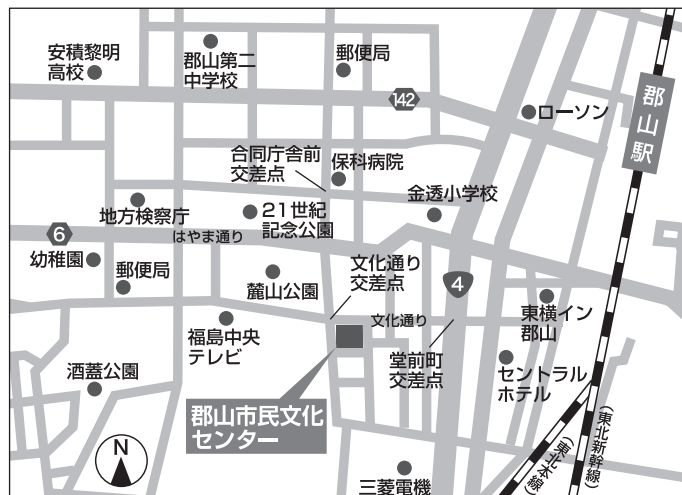 安積黎明
高校
郡山第二
中学校
郵便局
142
ローソン
郡山駅
合同庁舎前
交差点
保科病院
金透小学校
地方検察庁
21世紀
記念公園
6
はやま通り
幼稚園
郵便局
麓山公園
文化通り
交差点
4
文化通り
東横イン
郡山
福島中央
テレビ
堂前町
交差点
セントラル
ホテル
酒蓋公園
郡山市民文化
センター
N
三菱電機
(東北本線)
(東北新幹線)